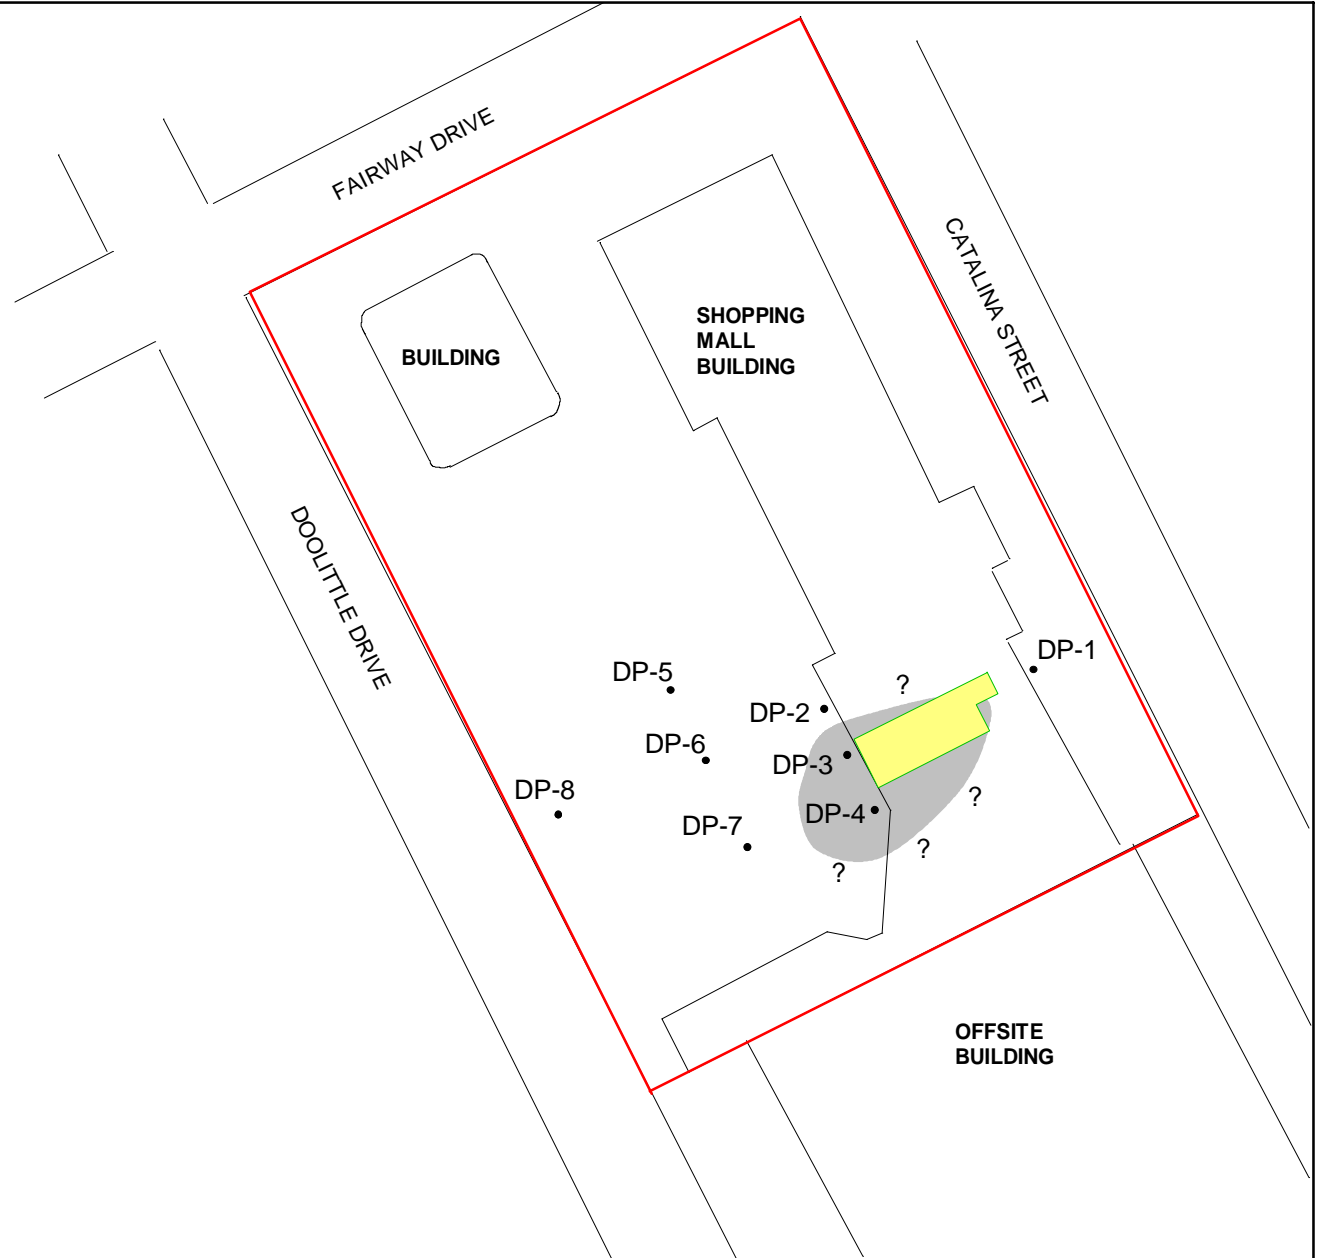 FAIRWAY DRIVE
CATALINA STREET
SHOPPING
MALL
BUILDING
BUILDING
DOOLITTLE DRIVE
DP-1
DP-5
?
DP-2
DP-6
DP-3
DP-8
?
DP-4
DP-7
?
?
OFFSITE
BUILDING